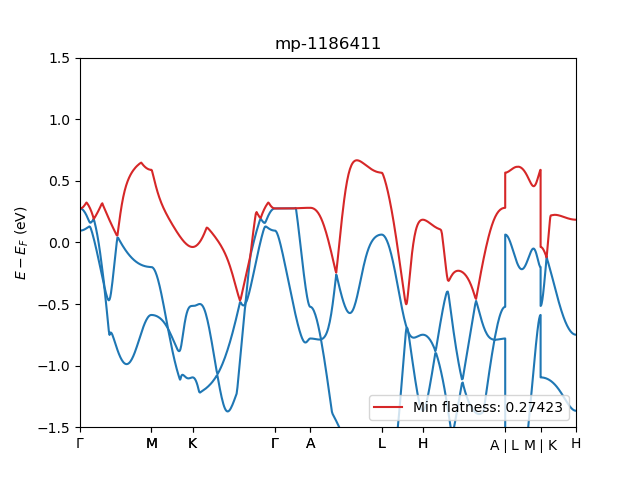 mp-1186411
E − E_F (eV)
1.5
1.0
0.5
0.0
−0.5
−1.0
−1.5
Min flatness: 0.27423
Γ M K Γ A L H A | L M | K H